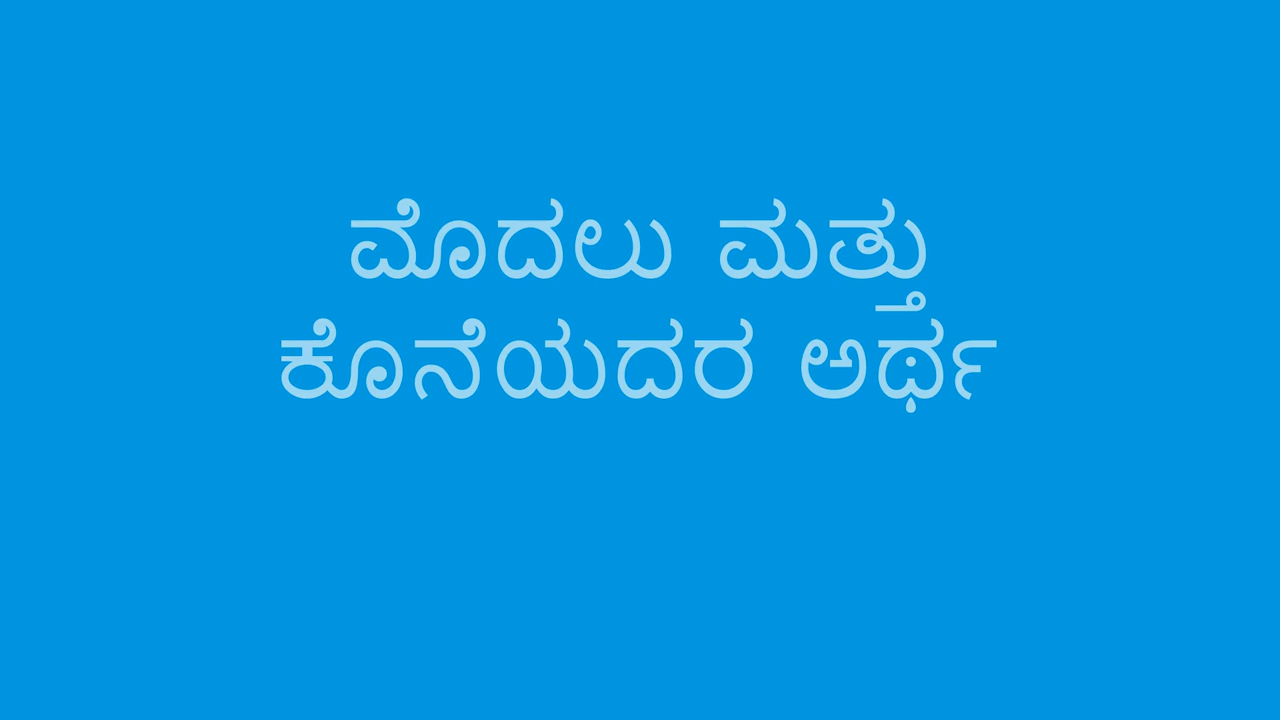 ಮೊದಲು ಮತ್ತು
ಕೊನೆಯದರ ಅರ್ಥ